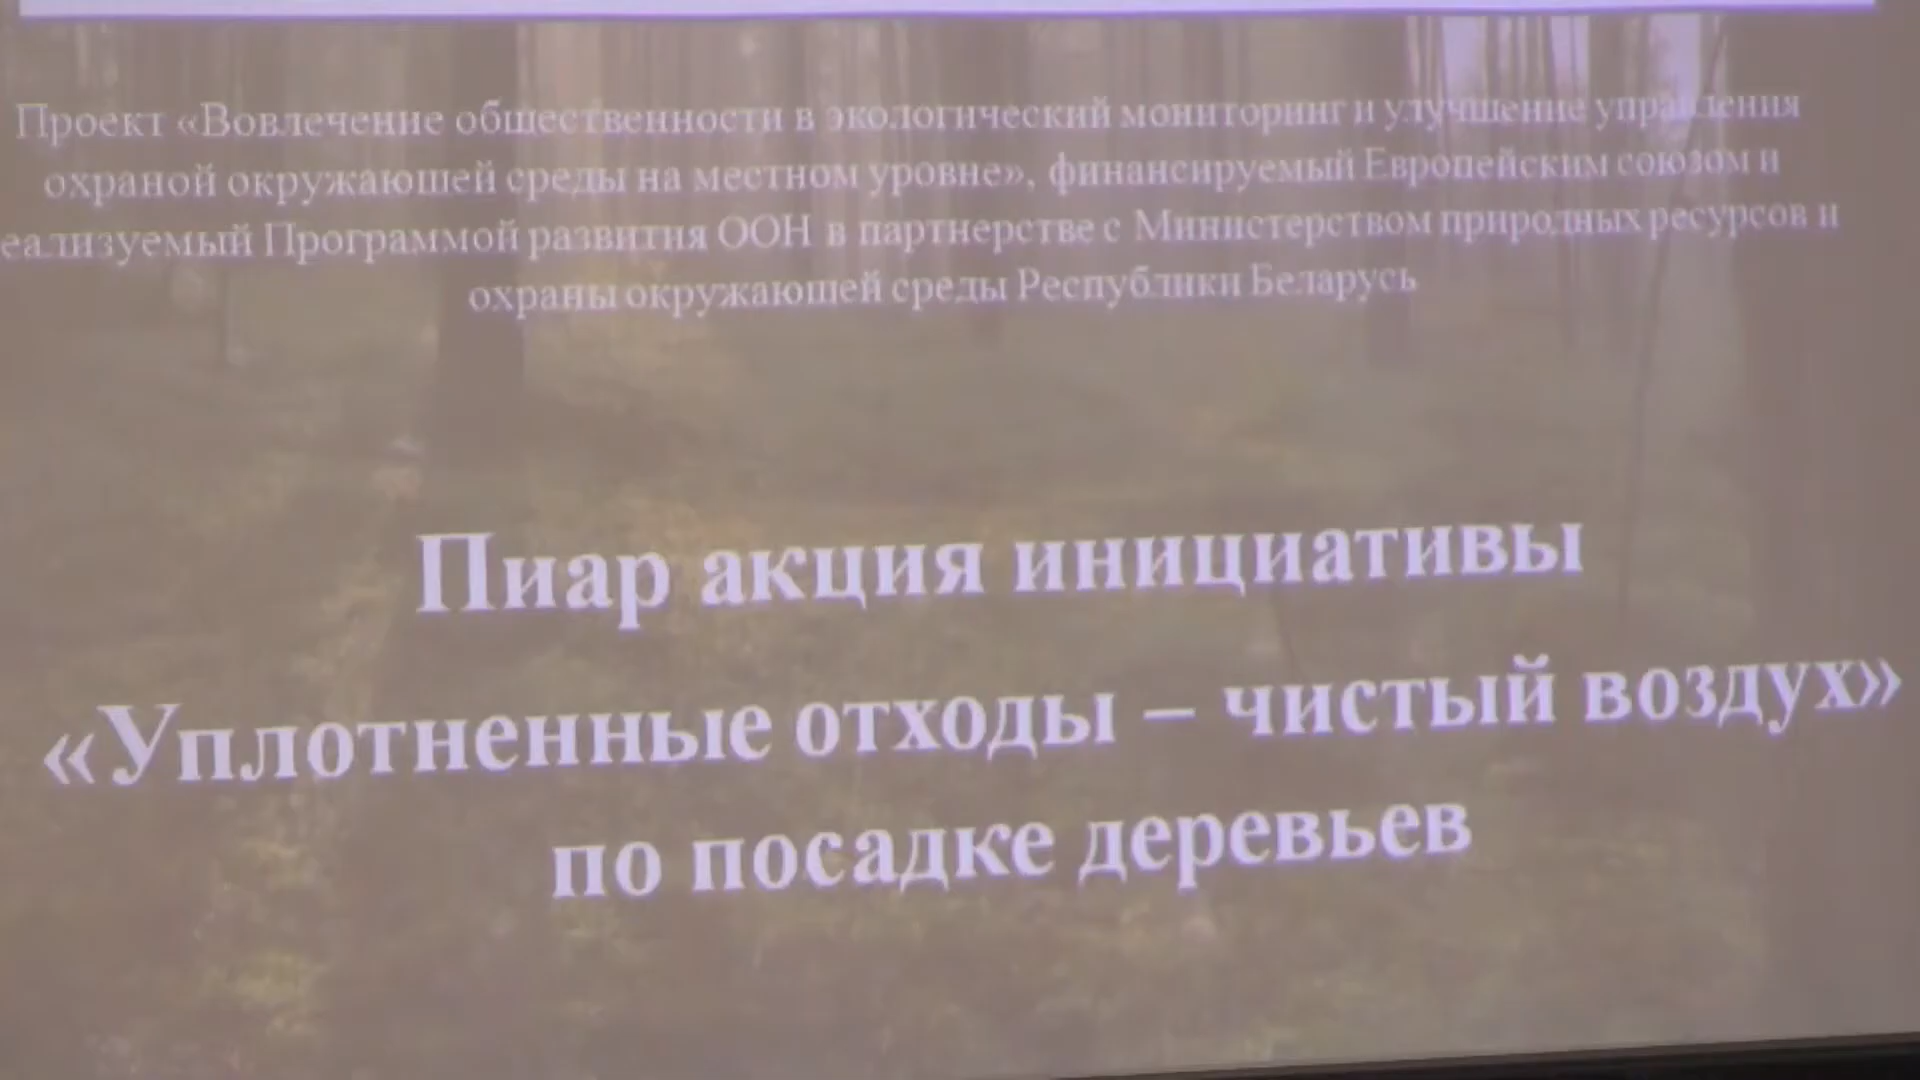 Проект «Вовлечение общественности в экологический мониторинг и улучшение управления
охраной окружающей среды на местном уровне», финансируемый Европейским союзом и
еализуемый Программой развития ООН в партнерстве с Министерством природных ресурсов и
охраны окружающей среды Республики Беларусь
Пиар акция инициативы
«Уплотненные отходы – чистый воздух»
по посадке деревьев